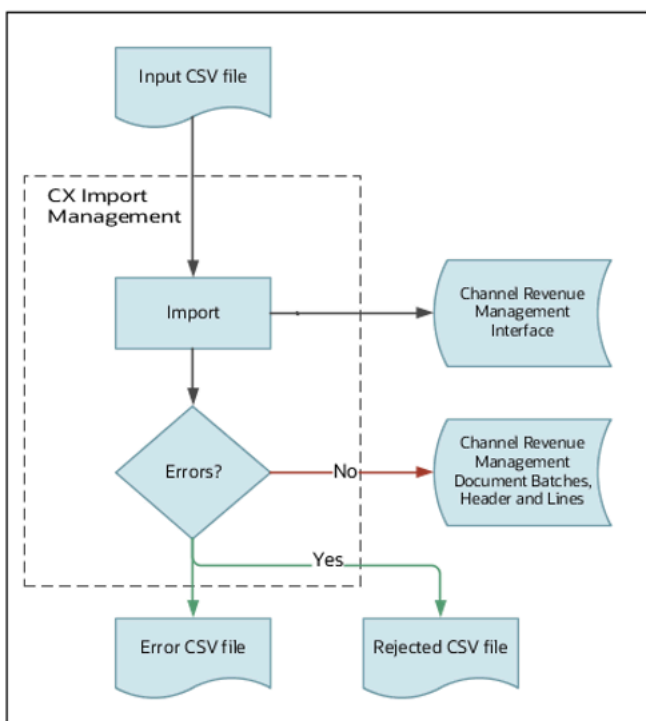 Input CSV file
CX Import
Management
Import
Channel Revenue
Management
Interface
Errors?
No
Channel Revenue
Management
Document Batches,
Header and Lines
Yes
Error CSV file
Rejected CSV file